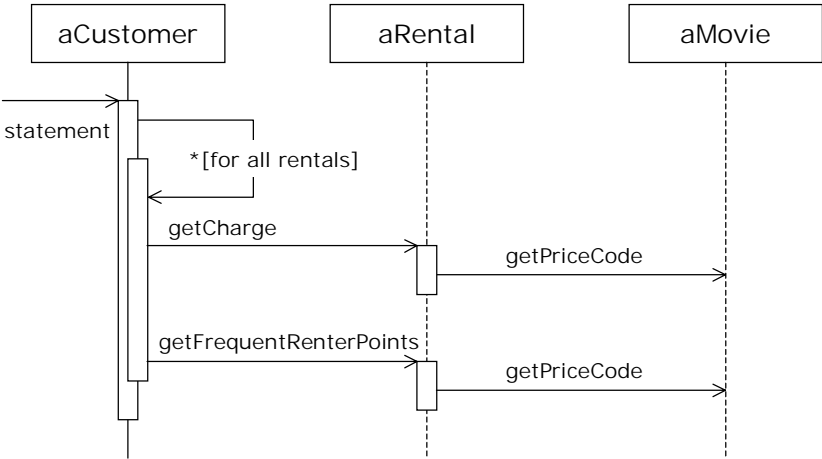 aCustomer
aRental
aMovie
statement
*[for all rentals]
getCharge
getPriceCode
getFrequentRenterPoints
getPriceCode